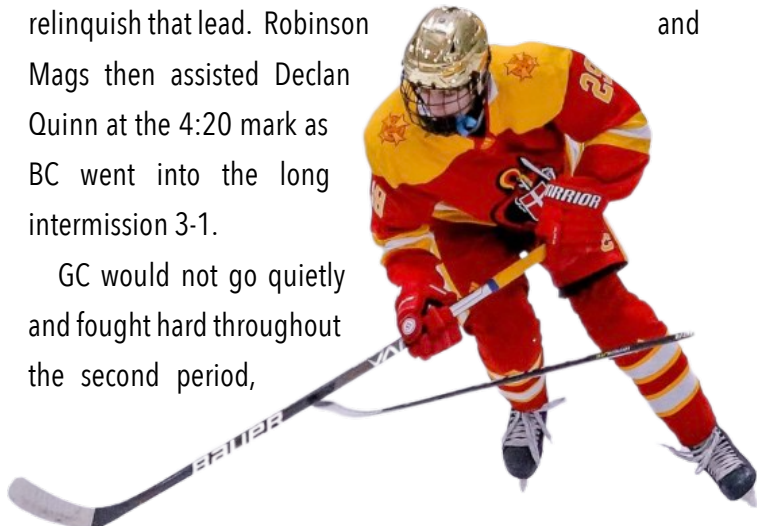 relinquish that lead. Robinson and
Mags then assisted Declan
Quinn at the 4:20 mark as
BC went into the long
intermission 3-1.
GC would not go quietly
and fought hard throughout
the second period,
29
WARRIOR
BAUER